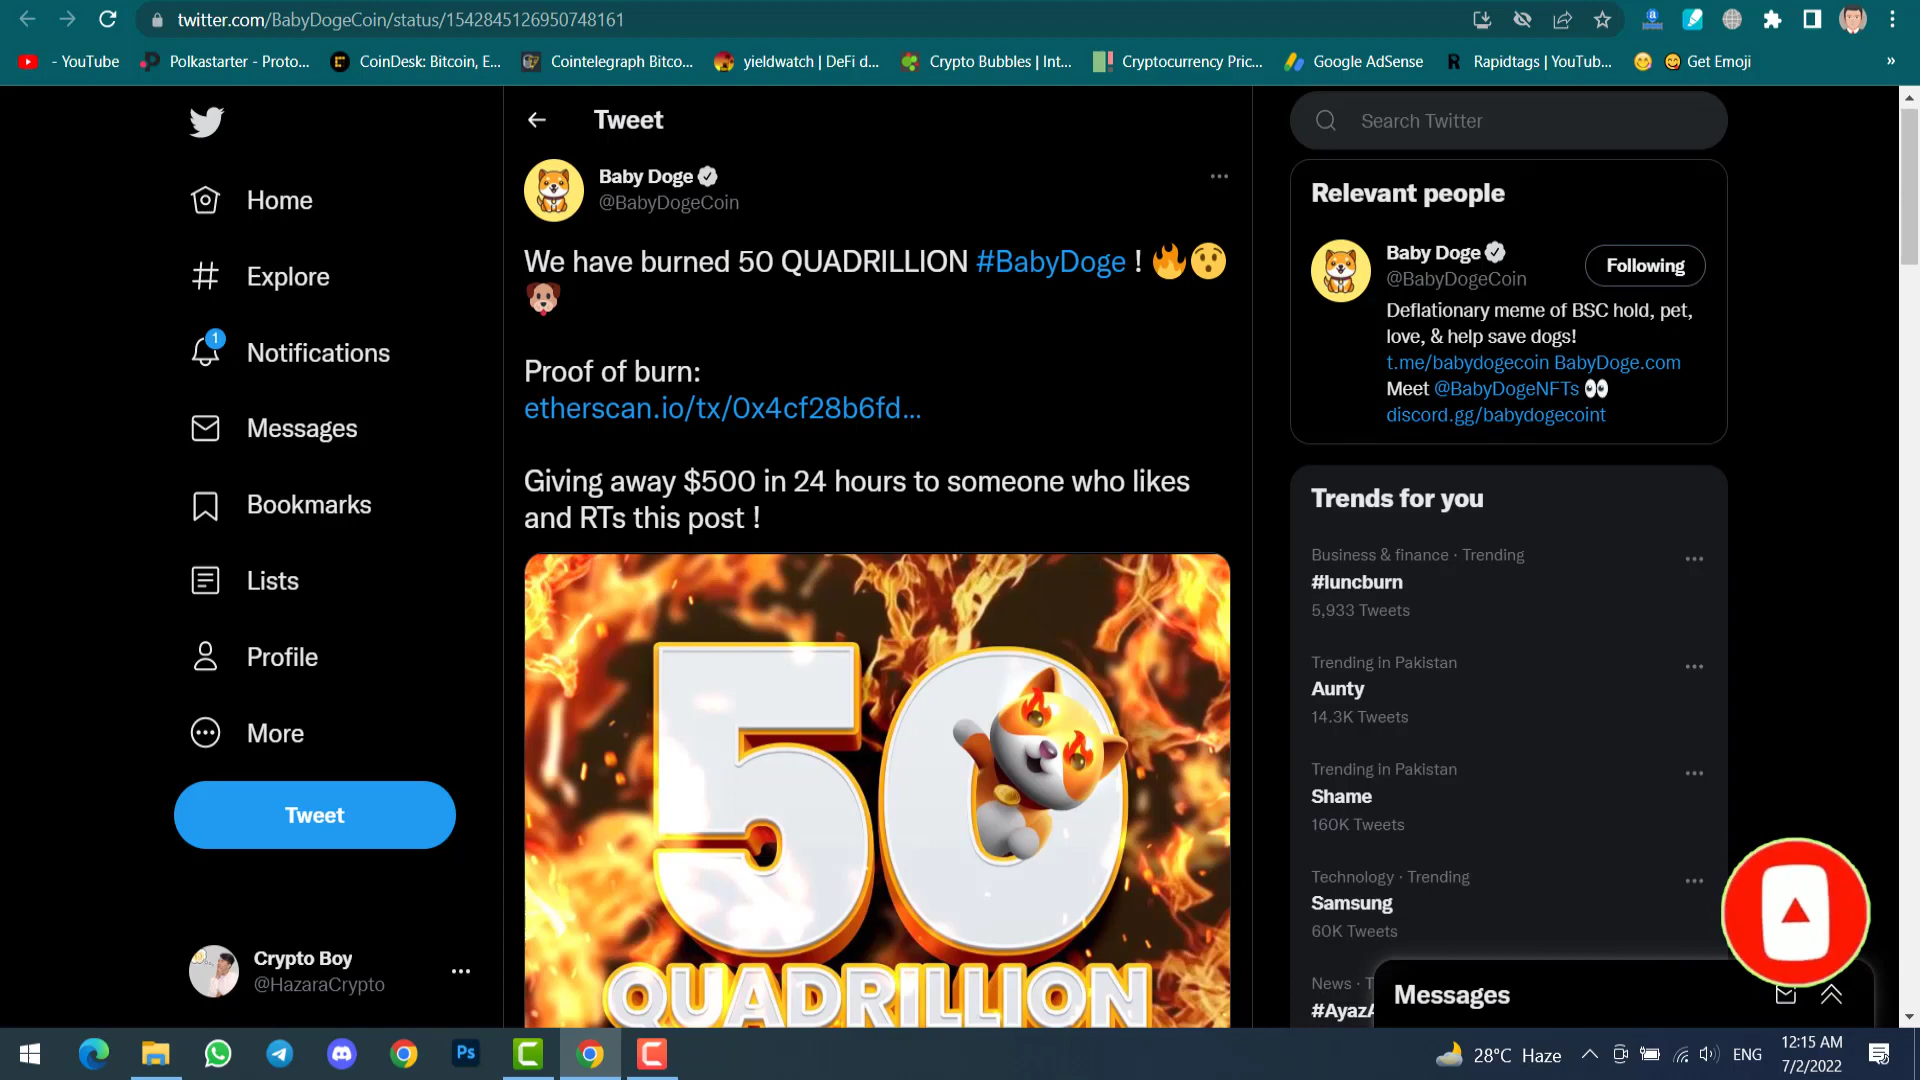 twitter.com/BabyDogeCoin/status/1542845126950748161
- YouTube
Polkastarter - Proto...
CoinDesk: Bitcoin, E...
Cointelegraph Bitco...
yieldwatch | DeFi d...
Crypto Bubbles | Int...
Cryptocurrency Pric...
Google AdSense
Rapidtags | YouTub...
Get Emoji
»
Home
Explore
1
Notifications
Messages
Bookmarks
Lists
Profile
More
Tweet
Crypto Boy
@HazaraCrypto
Tweet
Baby Doge
@BabyDogeCoin
We have burned 50 QUADRILLION #BabyDoge ! 🔥😯
🐶
Proof of burn:
etherscan.io/tx/0x4cf28b6fd...
Giving away $500 in 24 hours to someone who likes
and RTs this post !
50
QUADRILLION
Search Twitter
Relevant people
Baby Doge
@BabyDogeCoin
Following
Deflationary meme of BSC hold, pet,
love, & help save dogs!
t.me/babydogecoin BabyDoge.com
Meet @BabyDogeNFTs 👀
discord.gg/babydogecoint
Trends for you
Business & finance · Trending
#luncburn
5,933 Tweets
Trending in Pakistan
Aunty
14.3K Tweets
Trending in Pakistan
Shame
160K Tweets
Technology · Trending
Samsung
60K Tweets
News · T
#AyazA
Messages
Ps
28°C Haze
ENG
12:15 AM
7/2/2022